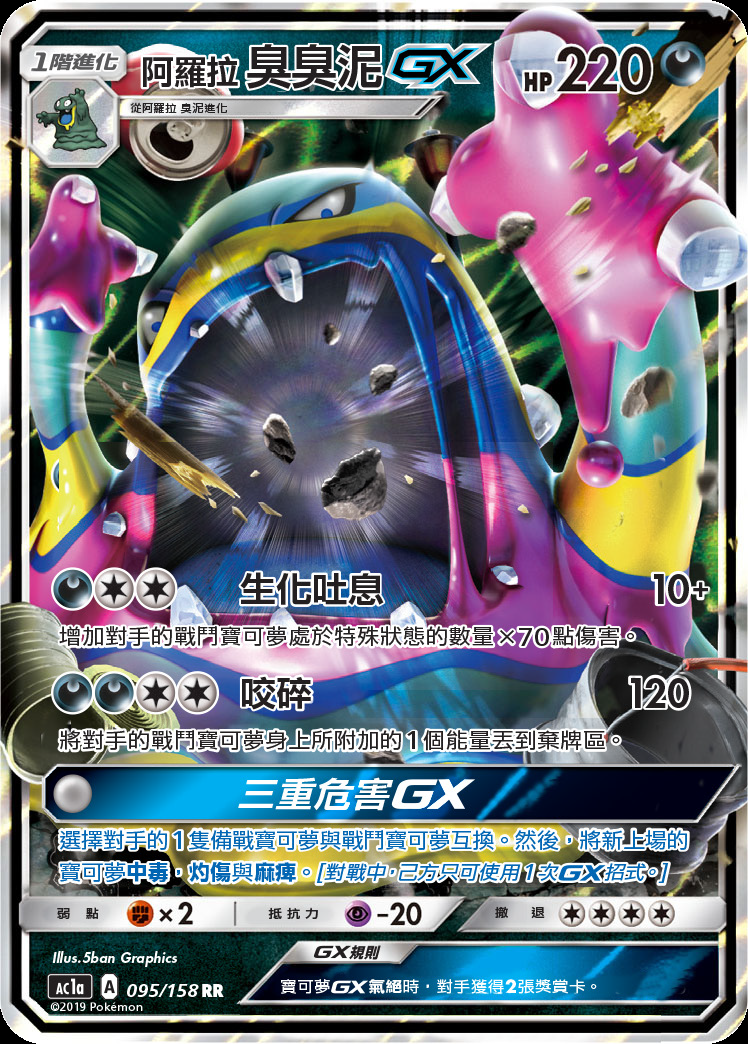 1階進化
阿羅拉 臭臭泥GX
HP 220
從阿羅拉 臭泥進化
生化吐息 10+
增加對手的戰鬥寶可夢處於特殊狀態的數量×70點傷害。
咬碎 120
將對手的戰鬥寶可夢身上所附加的1個能量丟到棄牌區。
三重危害GX
選擇對手的1隻備戰寶可夢與戰鬥寶可夢互換。然後,將新上場的
寶可夢中毒,灼傷與麻痺。[對戰中,己方只可使用1次GX招式。]
弱點 ×2 抵抗力 -20 撤退
Illus.5ban Graphics
GX規則
AC1a A 095/158 RR
寶可夢GX氣絕時,對手獲得2張獎賞卡。
©2019 Pokémon